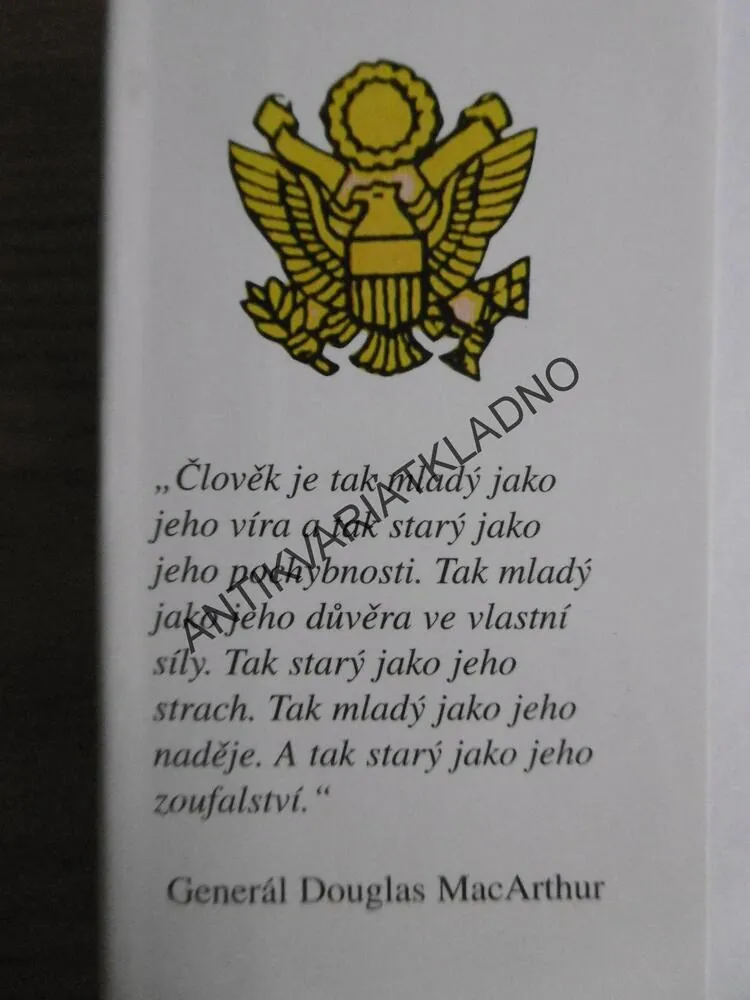 „Člověk je tak mladý jako
jeho víra a tak starý jako
jeho pochybnosti. Tak mladý
jako jeho důvěra ve vlastní
síly. Tak starý jako jeho
strach. Tak mladý jako jeho
naděje. A tak starý jako jeho
zoufalství.“
Generál Douglas MacArthur
ANTIKVARIATKLADNO